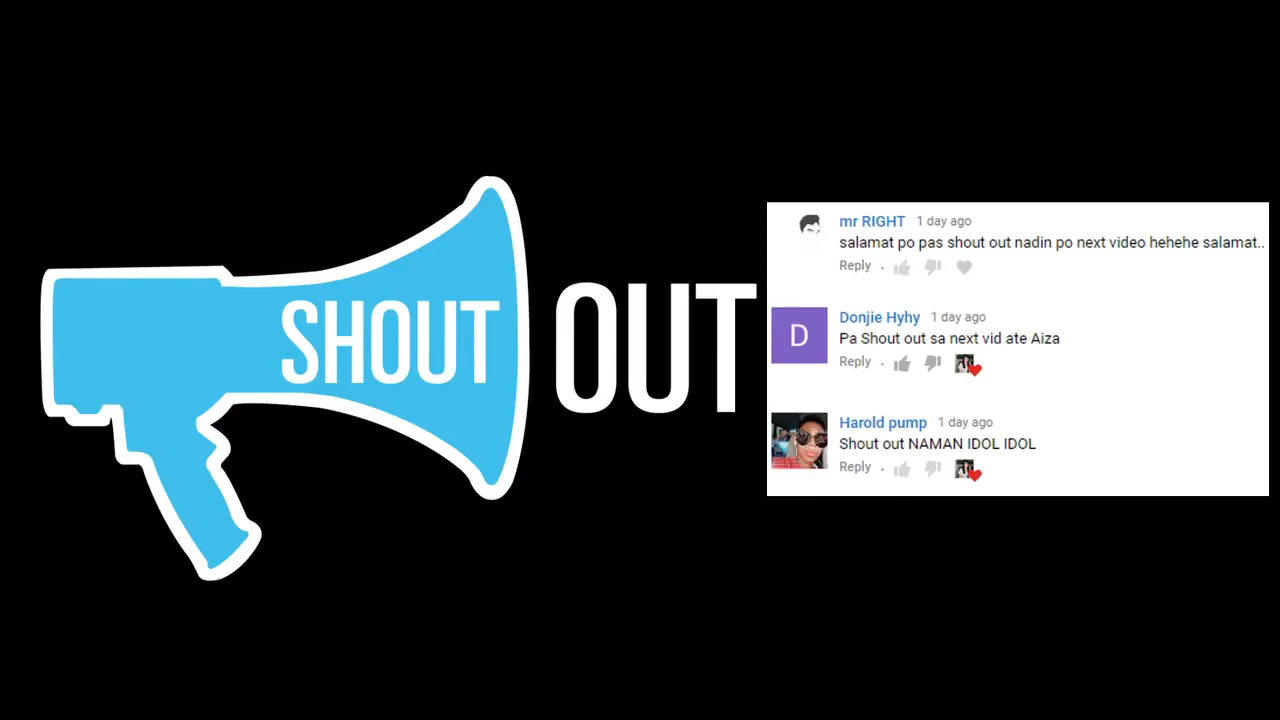 SHOUT OUT
mr RIGHT 1 day ago
salamat po pas shout out nadin po next video hehehe salamat..
Reply
D
Donjie Hyhy 1 day ago
Pa Shout out sa next vid ate Aiza
Reply
Harold pump 1 day ago
Shout out NAMAN IDOL IDOL
Reply